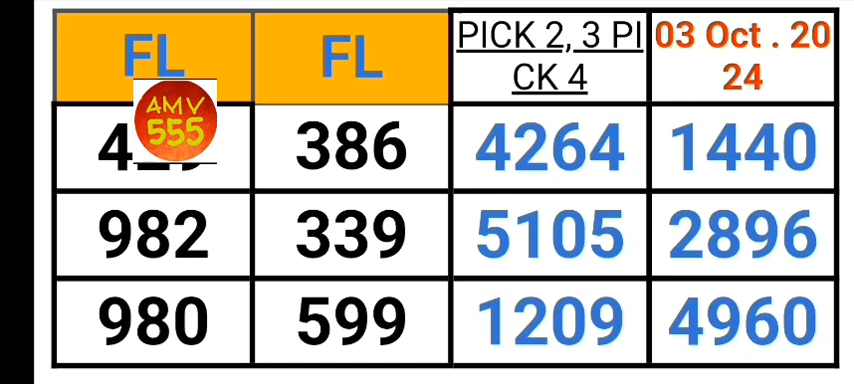 FL FL PICK 2, 3 PI 03 Oct . 20
CK 4 24
AMV
555
386 4264 1440
982 339 5105 2896
980 599 1209 4960